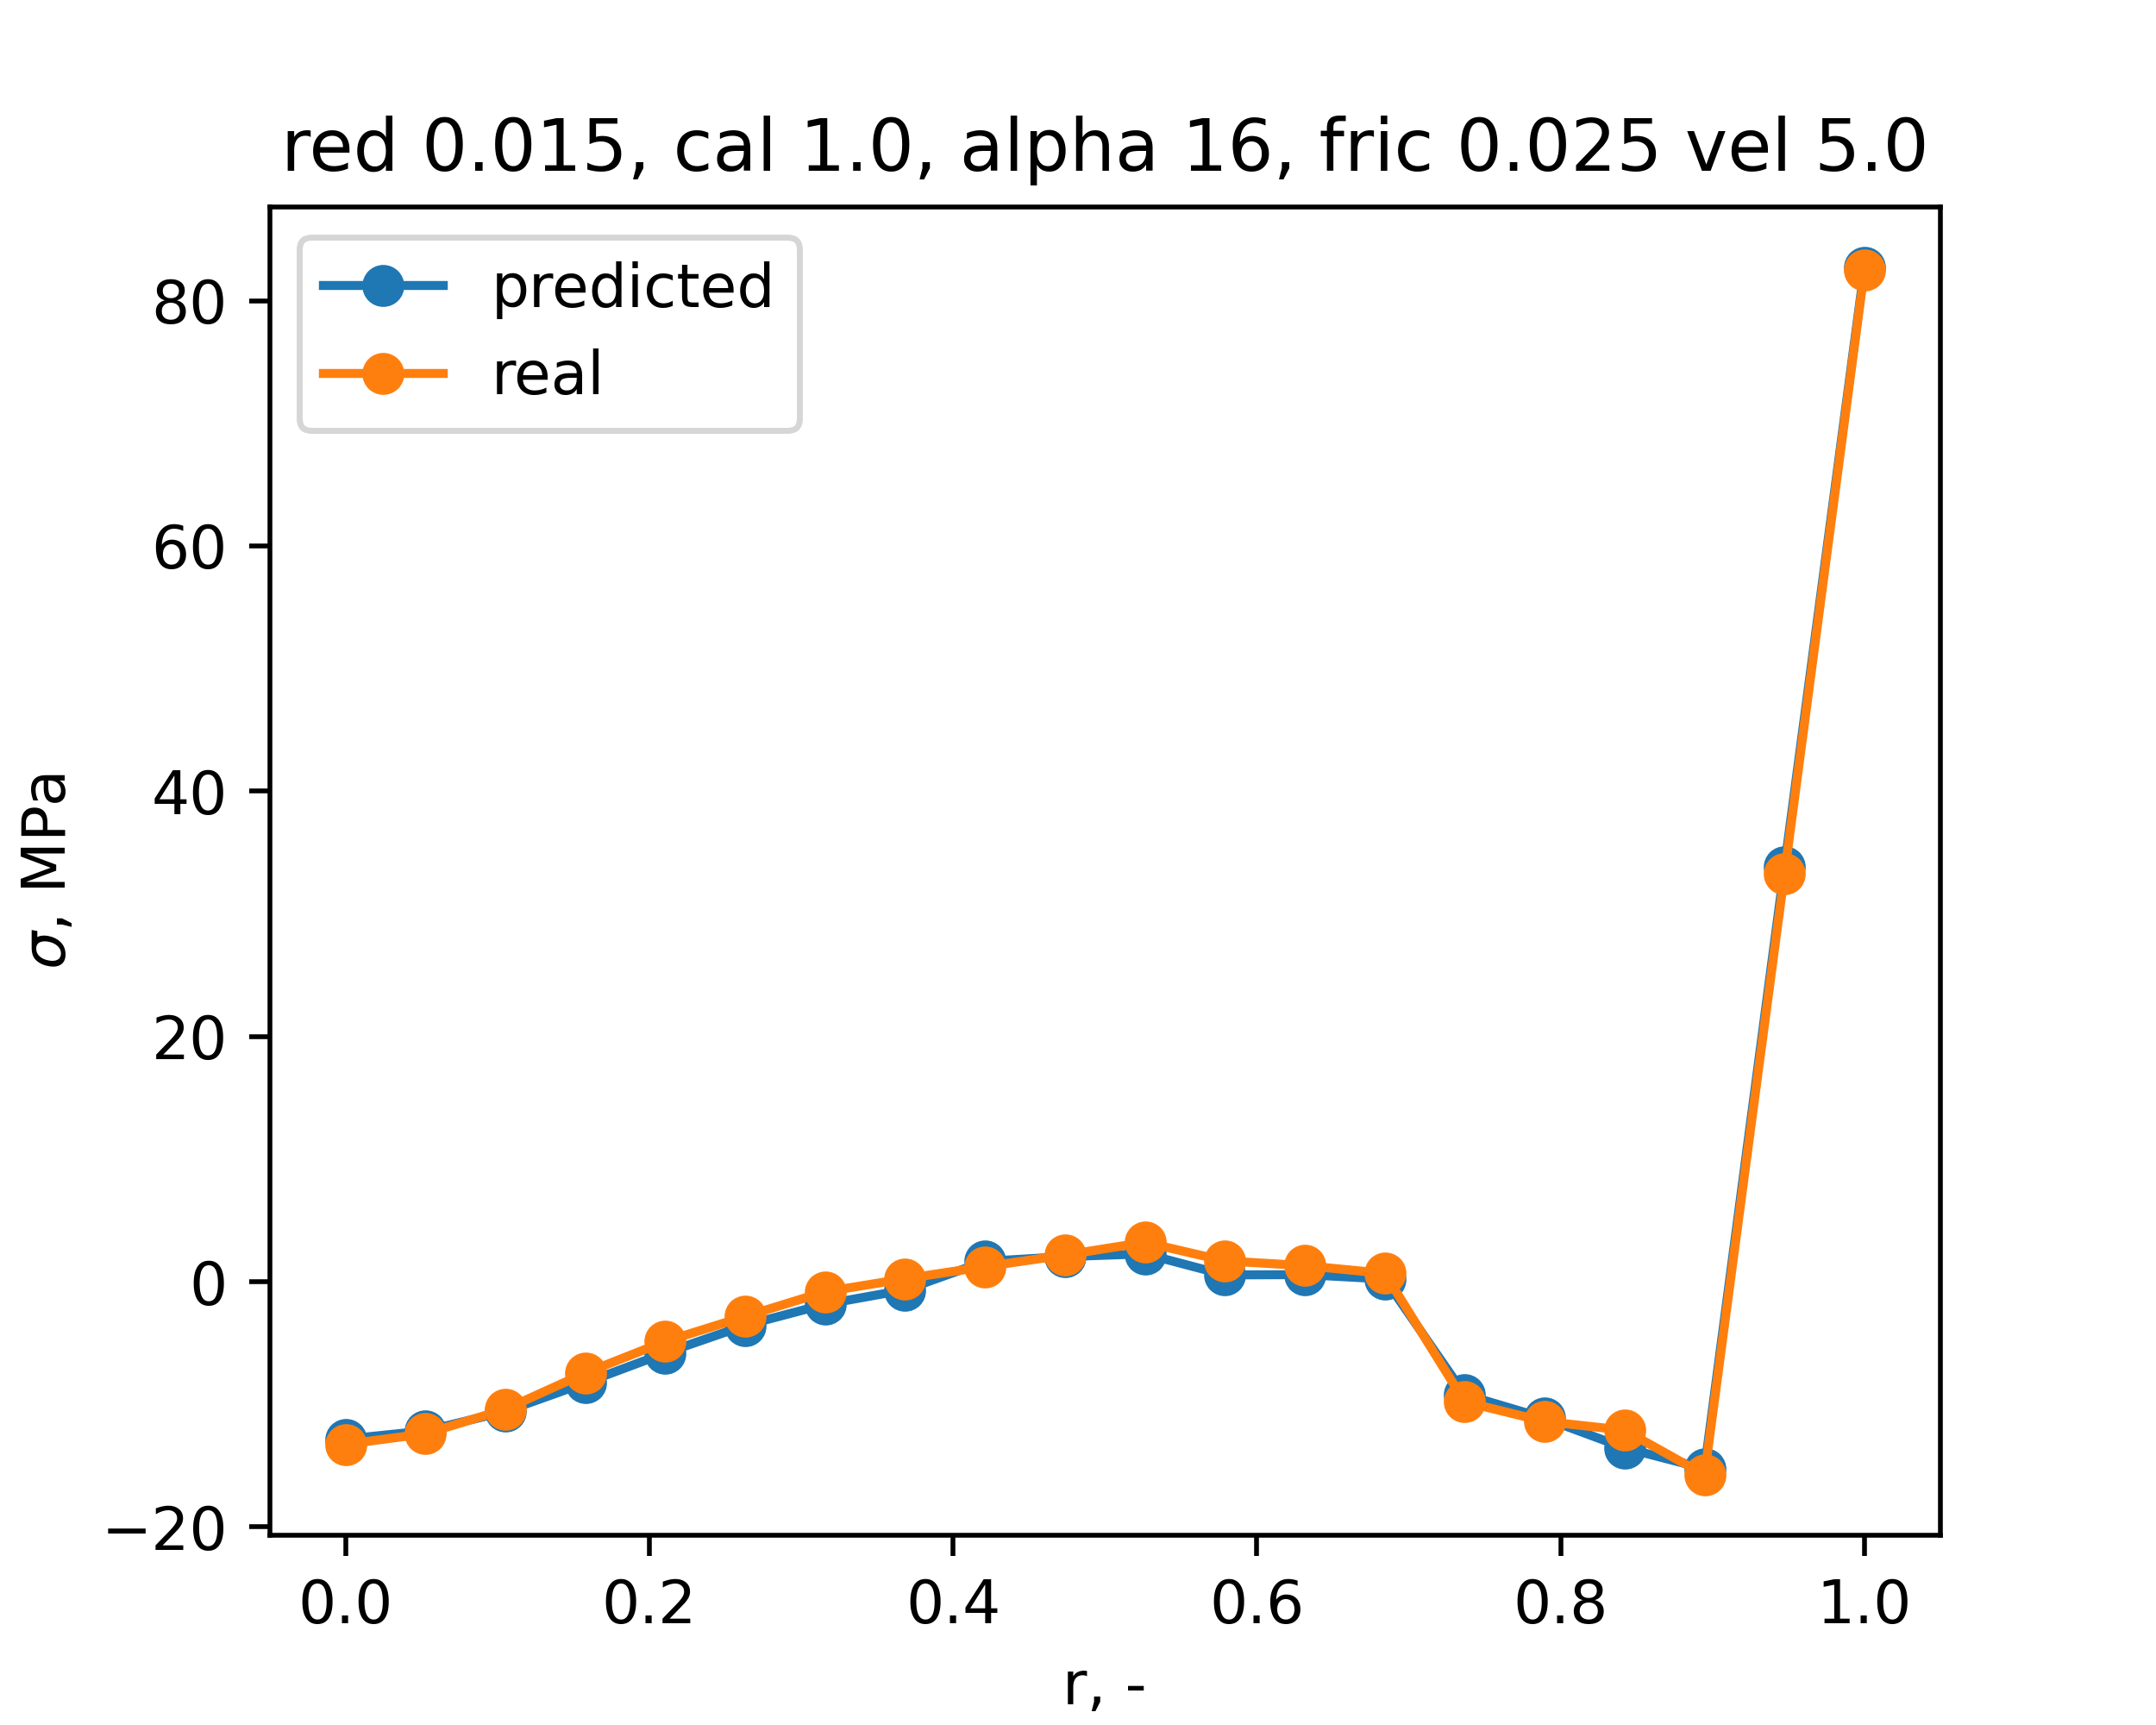 red 0.015, cal 1.0, alpha 16, fric 0.025 vel 5.0
predicted
real
80
60
40
20
0
−20
σ, MPa
0.0 0.2 0.4 0.6 0.8 1.0
r, -